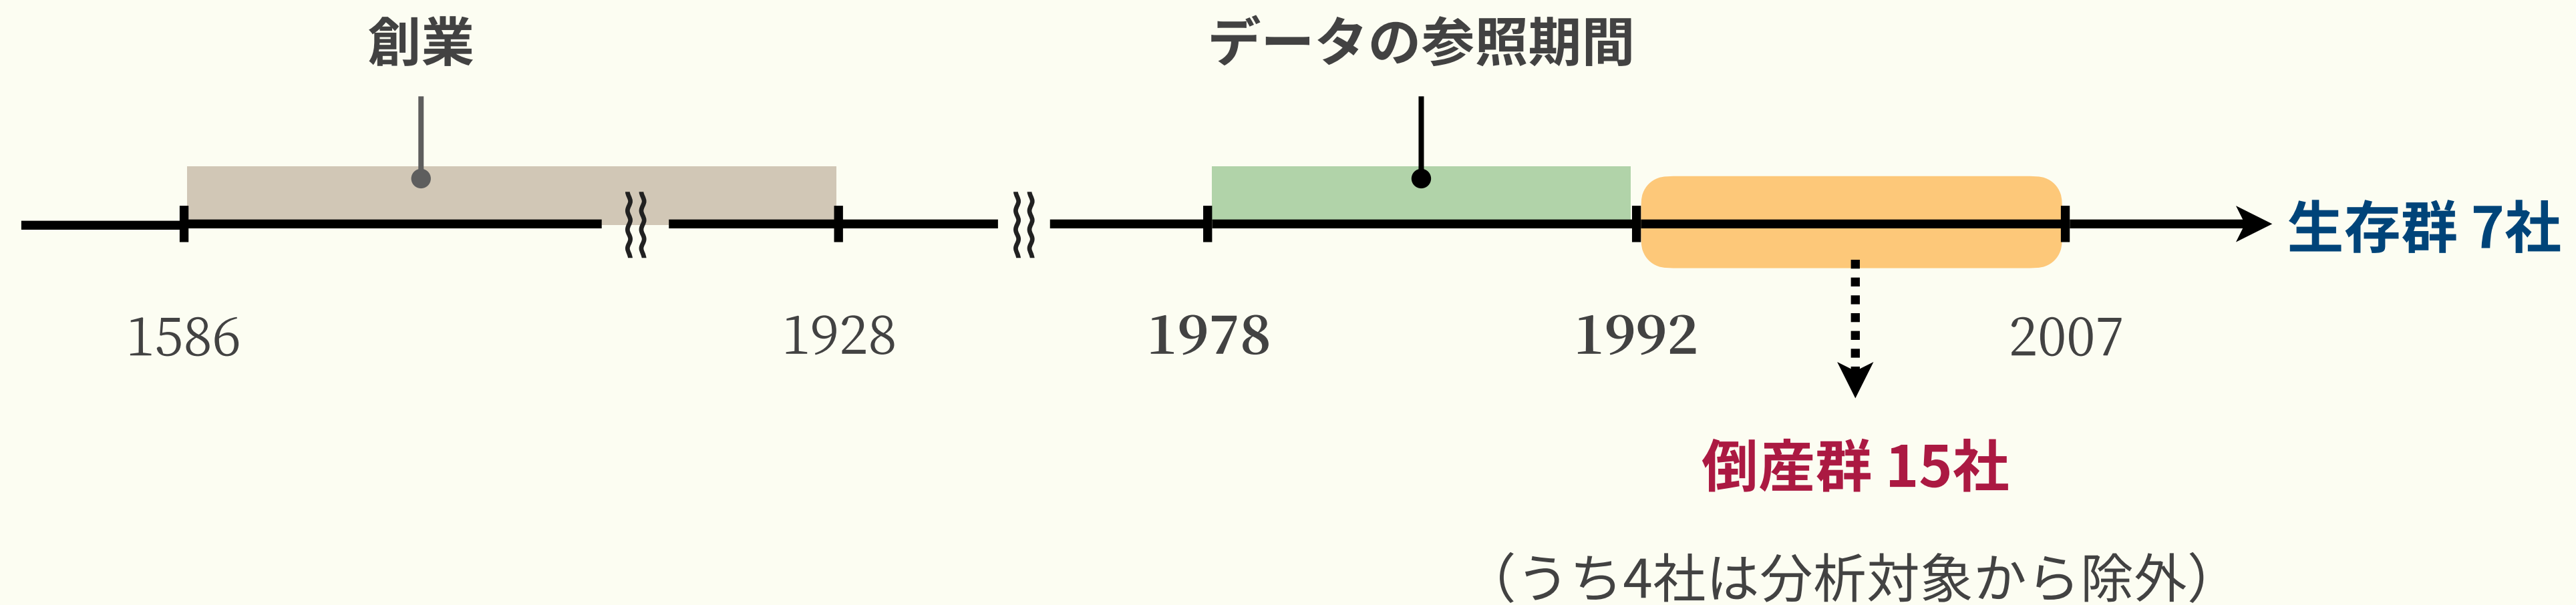 創業
データの参照期間
生存群 7社
1586
1928
1978
1992
2007
倒産群 15社
（うち4社は分析対象から除外）